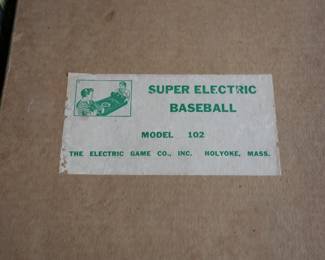 SUPER ELECTRIC
BASEBALL
MODEL 102
THE ELECTRIC GAME CO., INC. HOLYOKE, MASS.